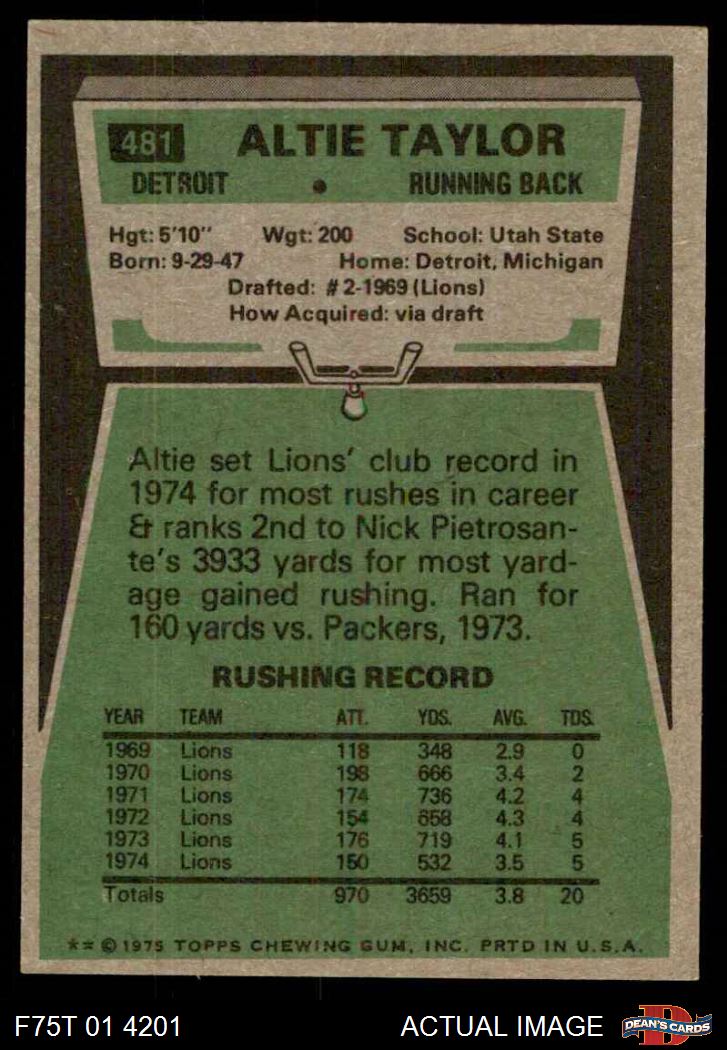 481 ALTIE TAYLOR
DETROIT • RUNNING BACK
Hgt: 5'10" Wgt: 200 School: Utah State
Born: 9-29-47 Home: Detroit, Michigan
Drafted: #2-1969 (Lions)
How Acquired: via draft
Altie set Lions' club record in
1974 for most rushes in career
& ranks 2nd to Nick Pietrosan-
te's 3933 yards for most yard-
age gained rushing. Ran for
160 yards vs. Packers, 1973.
RUSHING RECORD
YEAR TEAM ATT. YDS. AVG. TDS.
1969 Lions 118 348 2.9 0
1970 Lions 198 666 3.4 2
1971 Lions 174 736 4.2 4
1972 Lions 154 658 4.3 4
1973 Lions 176 719 4.1 5
1974 Lions 150 532 3.5 5
Totals 970 3659 3.8 20
** © 1975 TOPPS CHEWING GUM, INC. PRTD IN U.S.A.
F75T 01 4201 ACTUAL IMAGE
DEAN'S CARDS